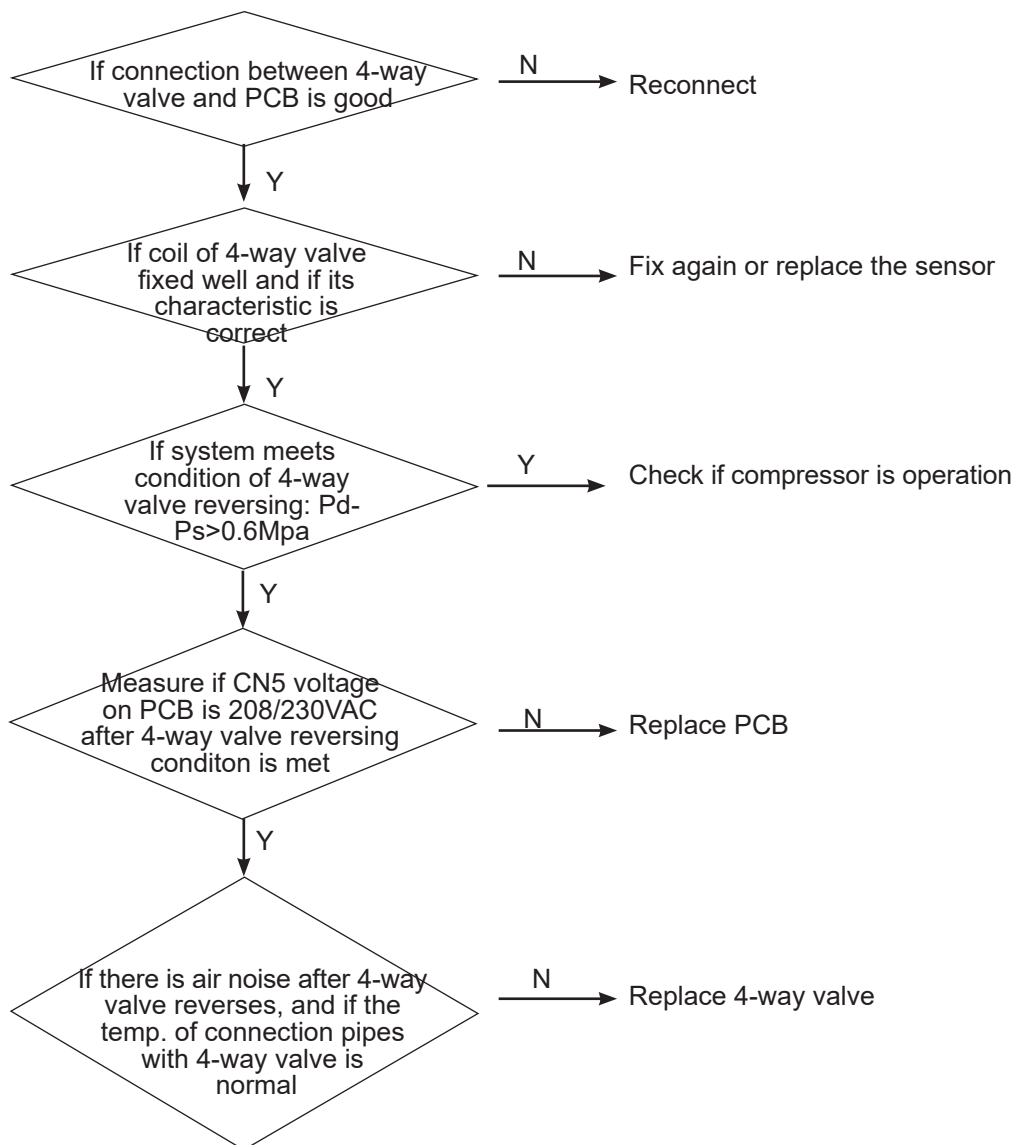 If connection between 4-way
valve and PCB is good
N
Reconnect
Y
If coil of 4-way valve
fixed well and if its
characteristic is
correct
N
Fix again or replace the sensor
Y
If system meets
condition of 4-way
valve reversing: Pd-
Ps>0.6Mpa
Y
Check if compressor is operation
Y
Measure if CN5 voltage
on PCB is 208/230VAC
after 4-way valve reversing
conditon is met
N
Replace PCB
Y
If there is air noise after 4-way
valve reverses, and if the
temp. of connection pipes
with 4-way valve is
normal
N
Replace 4-way valve